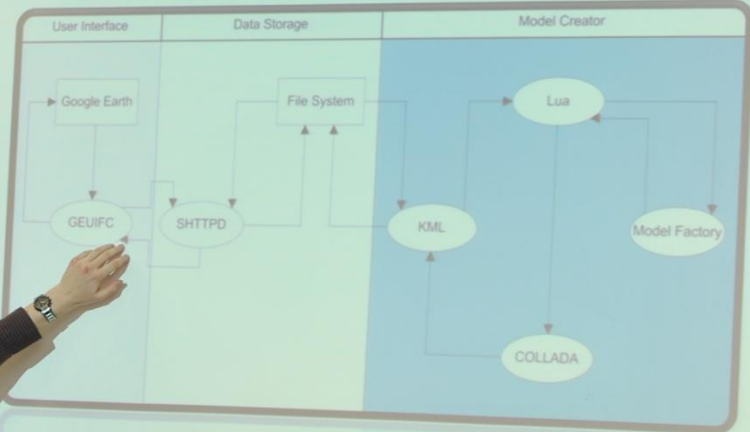 User Interface
Data Storage
Model Creator
Google Earth
File System
Lua
GEUIFC
SHTTPD
KML
Model Factory
COLLADA